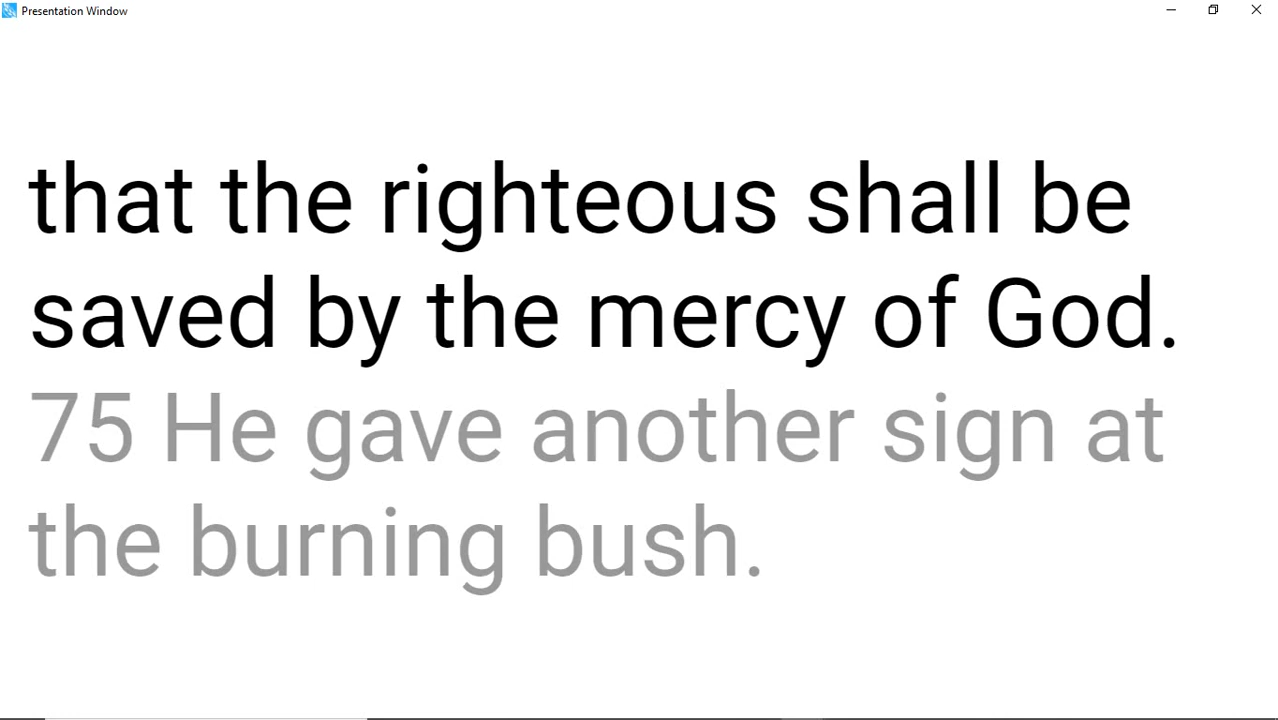 Presentation Window
that the righteous shall be
saved by the mercy of God.
75 He gave another sign at
the burning bush.